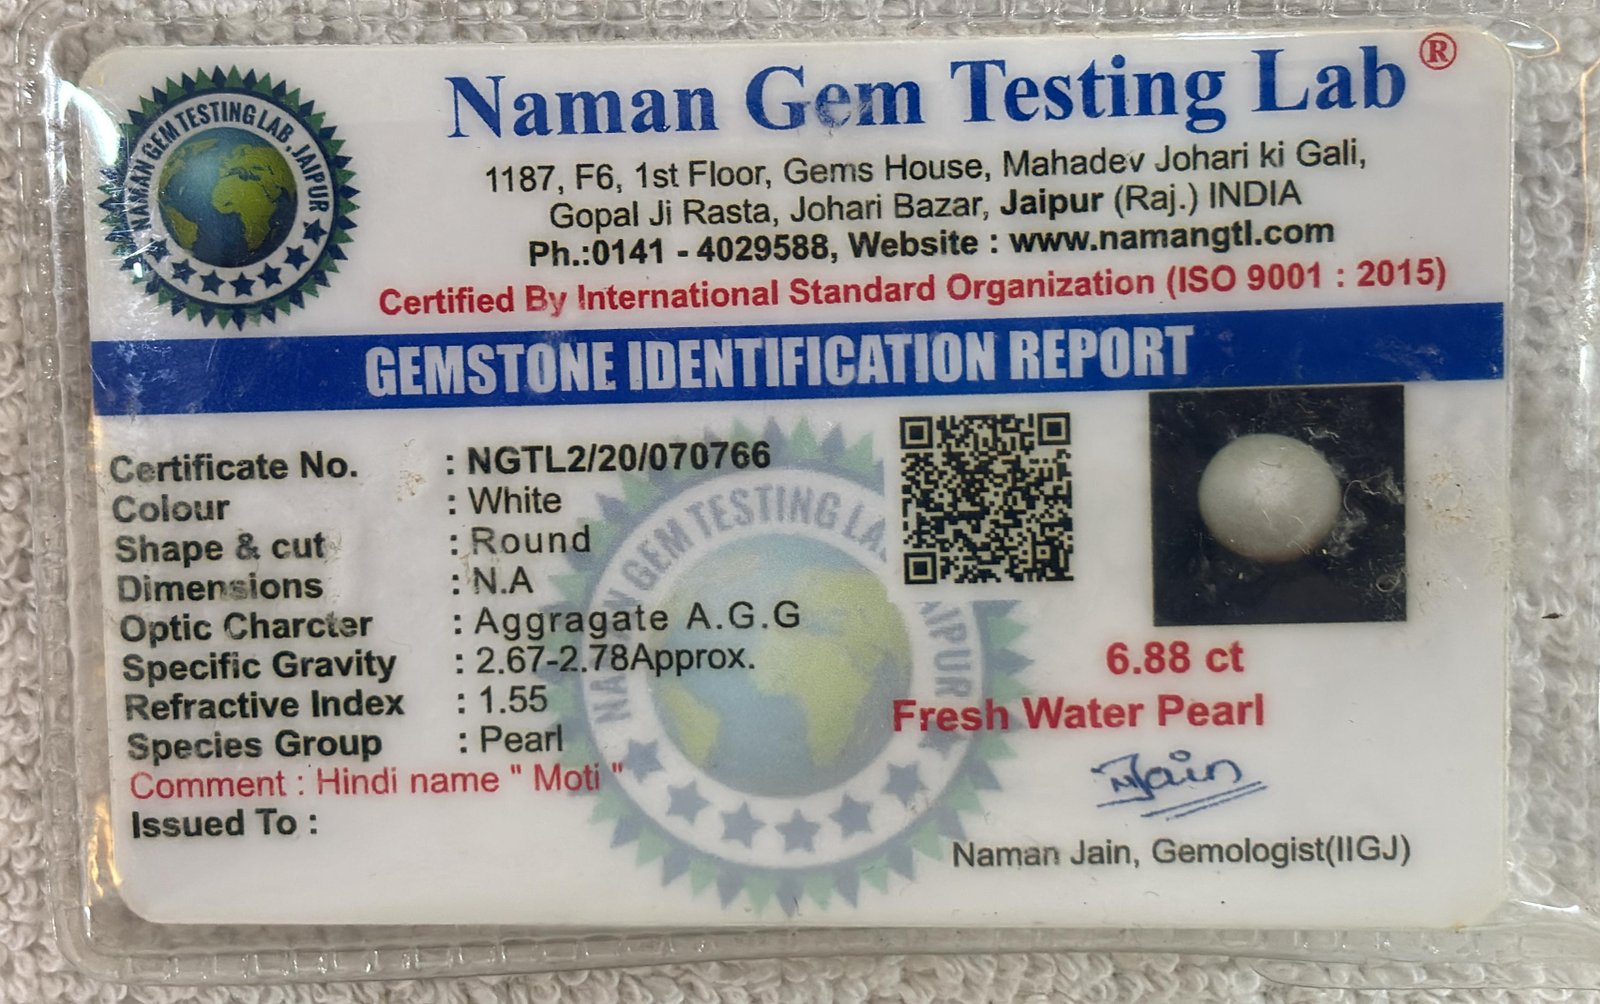 NAMAN GEM TESTING LAB, JAIPUR
Naman Gem Testing Lab ®
1187, F6, 1st Floor, Gems House, Mahadev Johari ki Gali,
Gopal Ji Rasta, Johari Bazar, Jaipur (Raj.) INDIA
Ph.:0141 - 4029588, Website : www.namangtl.com
Certified By International Standard Organization (ISO 9001 : 2015)
GEMSTONE IDENTIFICATION REPORT
Certificate No. : NGTL2/20/070766
Colour : White
Shape & cut : Round
Dimensions : N.A
Optic Charcter : Aggragate A.G.G
Specific Gravity : 2.67-2.78Approx.
Refractive Index : 1.55
Species Group : Pearl
Comment : Hindi name " Moti "
Issued To :
6.88 ct
Fresh Water Pearl
NJain
Naman Jain, Gemologist(IIGJ)